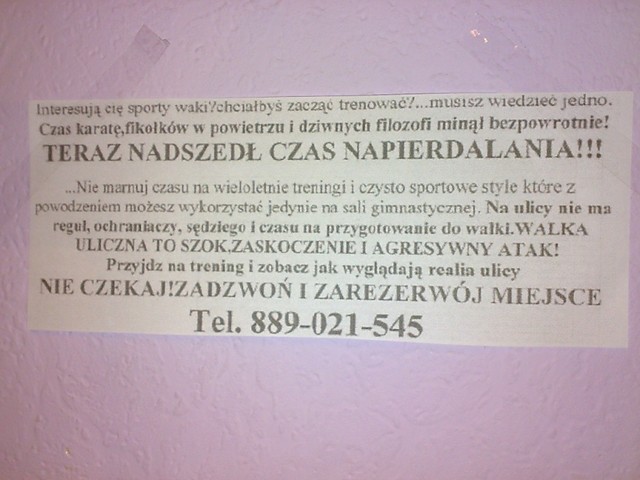 Interesują cię sporty waki?chciałbyś zacząć trenować?...musisz wiedzieć jedno.
Czas karatę,fikołków w powietrzu i dziwnych filozofi minął bezpowrotnie!
TERAZ NADSZEDŁ CZAS NAPIERDALANIA!!!
...Nie marnuj czasu na wieloletnie treningi i czysto sportowe style które z
powodzeniem możesz wykorzystać jedynie na sali gimnastycznej. Na ulicy nie ma
reguł, ochraniaczy, sędziego i czasu na przygotowanie do walki.WALKA
ULICZNA TO SZOK,ZASKOCZENIE I AGRESYWNY ATAK!
Przyjdz na trening i zobacz jak wyglądają realia ulicy
NIE CZEKAJ!ZADZWOŃ I ZAREZERWÓJ MIEJSCE
Tel. 889-021-545